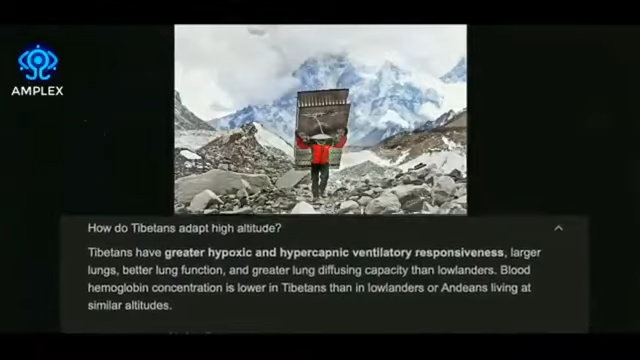 AMPLEX
How do Tibetans adapt high altitude?
Tibetans have greater hypoxic and hypercapnic ventilatory responsiveness, larger
lungs, better lung function, and greater lung diffusing capacity than lowlanders. Blood
hemoglobin concentration is lower in Tibetans than in lowlanders or Andeans living at
similar altitudes.